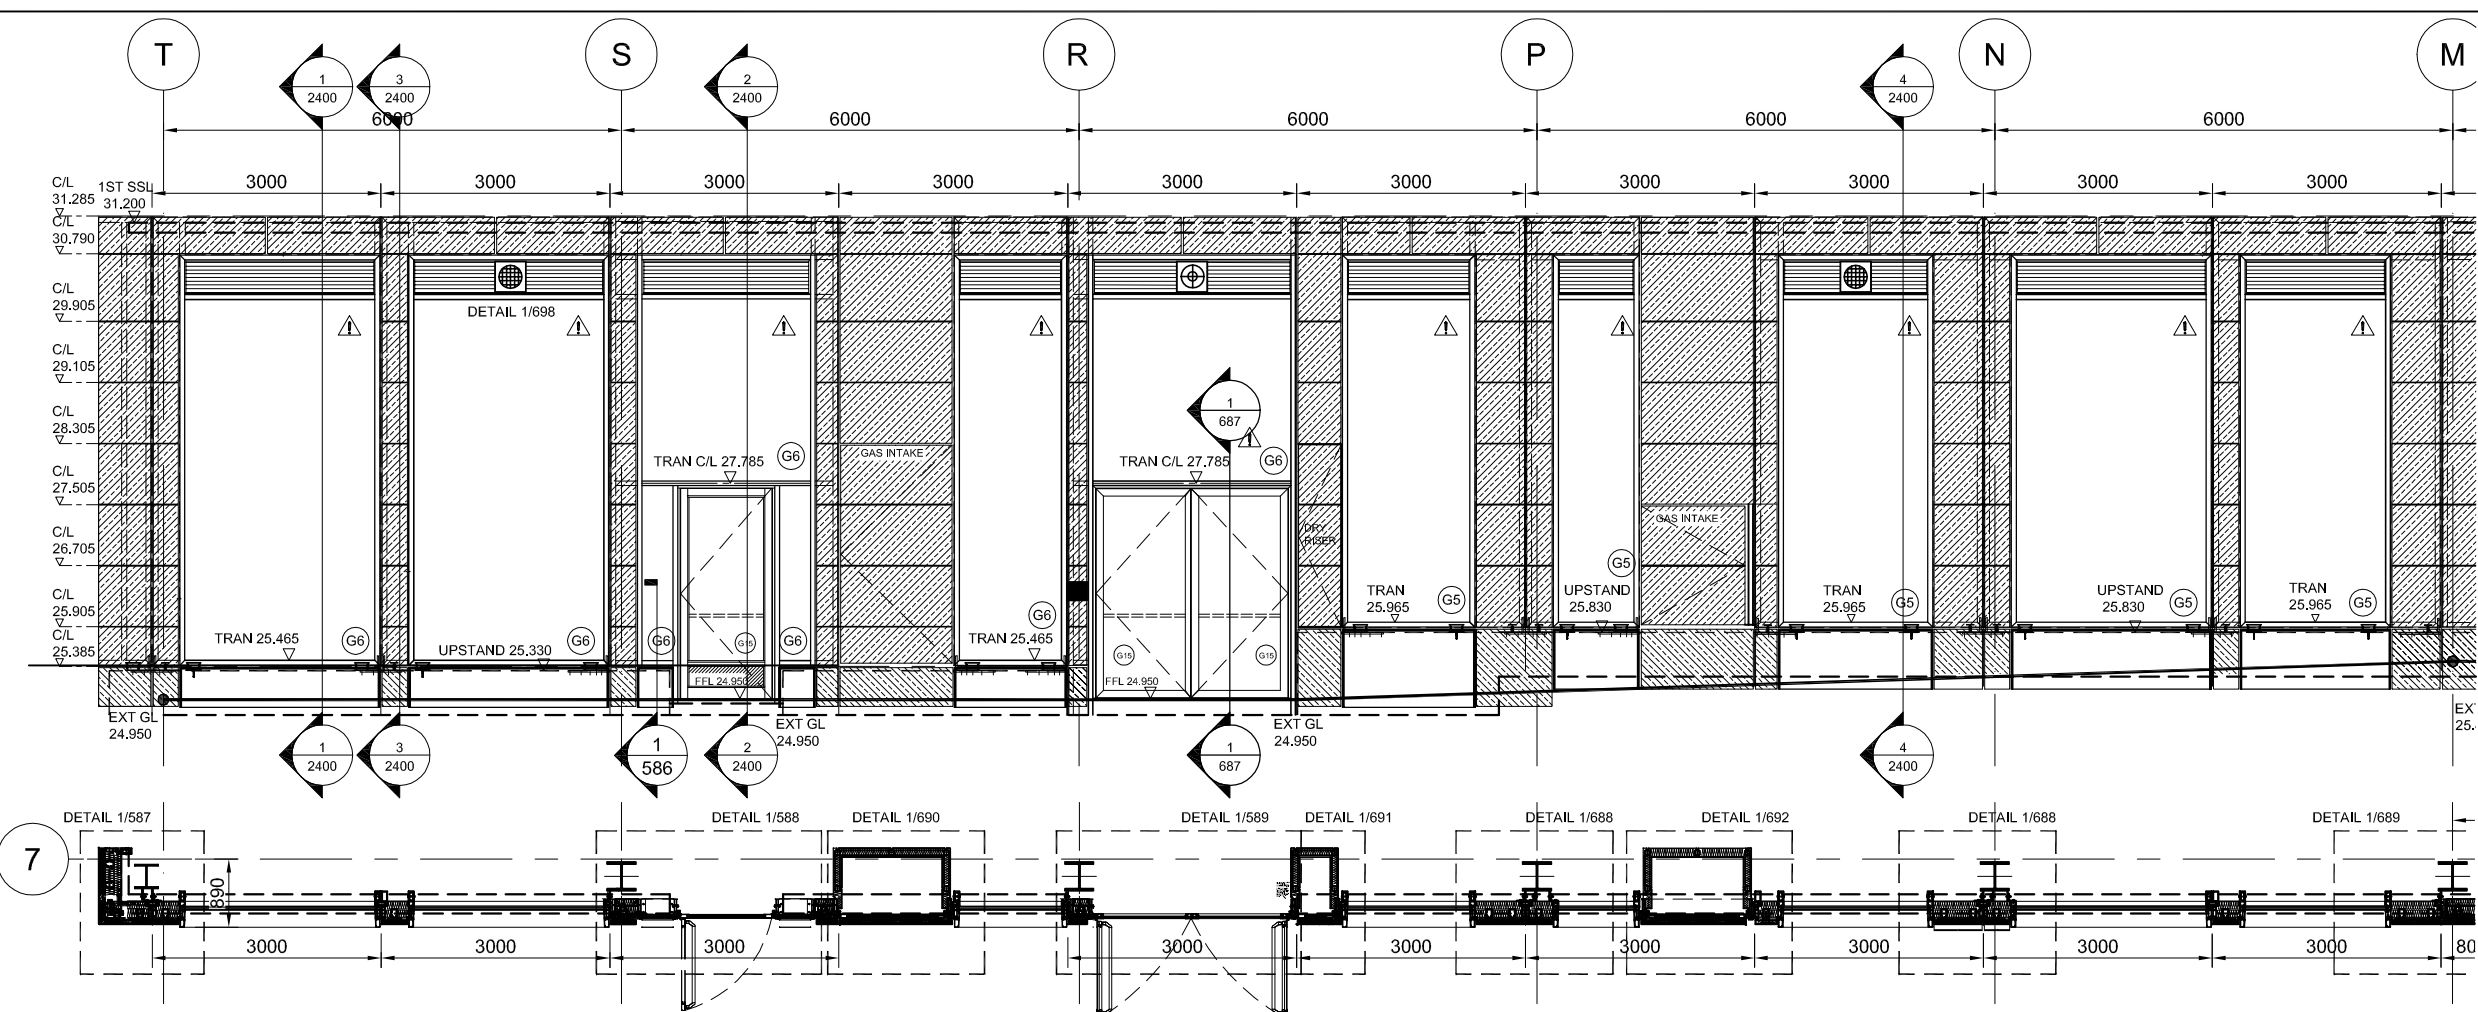 T
S
R
P
N
M
1
2400
3
2400
2
2400
4
2400
6000
6000
6000
6000
6000
3000
3000
3000
3000
3000
3000
3000
3000
3000
3000
C/L
31.285
1ST SSL
31.200
C/L
30.790
C/L
29.905
DETAIL 1/698
C/L
29.105
C/L
28.305
1
687
TRAN C/L 27.785
G6
GAS INTAKE
TRAN C/L 27.785
G6
C/L
27.505
GAS INTAKE
C/L
26.705
DRY
RISER
G5
C/L
25.905
TRAN
25.965
G5
UPSTAND
25.830
TRAN
25.965
G5
UPSTAND
25.830
G5
TRAN
25.965
G5
C/L
25.385
TRAN 25.465
G6
UPSTAND 25.330
G6
G6
G15
G6
G6
TRAN 25.465
G15
G15
FFL 24.950
FFL 24.950
EXT GL
24.950
EXT GL
24.950
EXT GL
24.950
1
2400
3
2400
1
586
2
2400
1
687
4
2400
DETAIL 1/587
DETAIL 1/588
DETAIL 1/690
DETAIL 1/589
DETAIL 1/691
DETAIL 1/688
DETAIL 1/692
DETAIL 1/688
DETAIL 1/689
7
890
3000
3000
3000
3000
3000
3000
3000
3000
3000